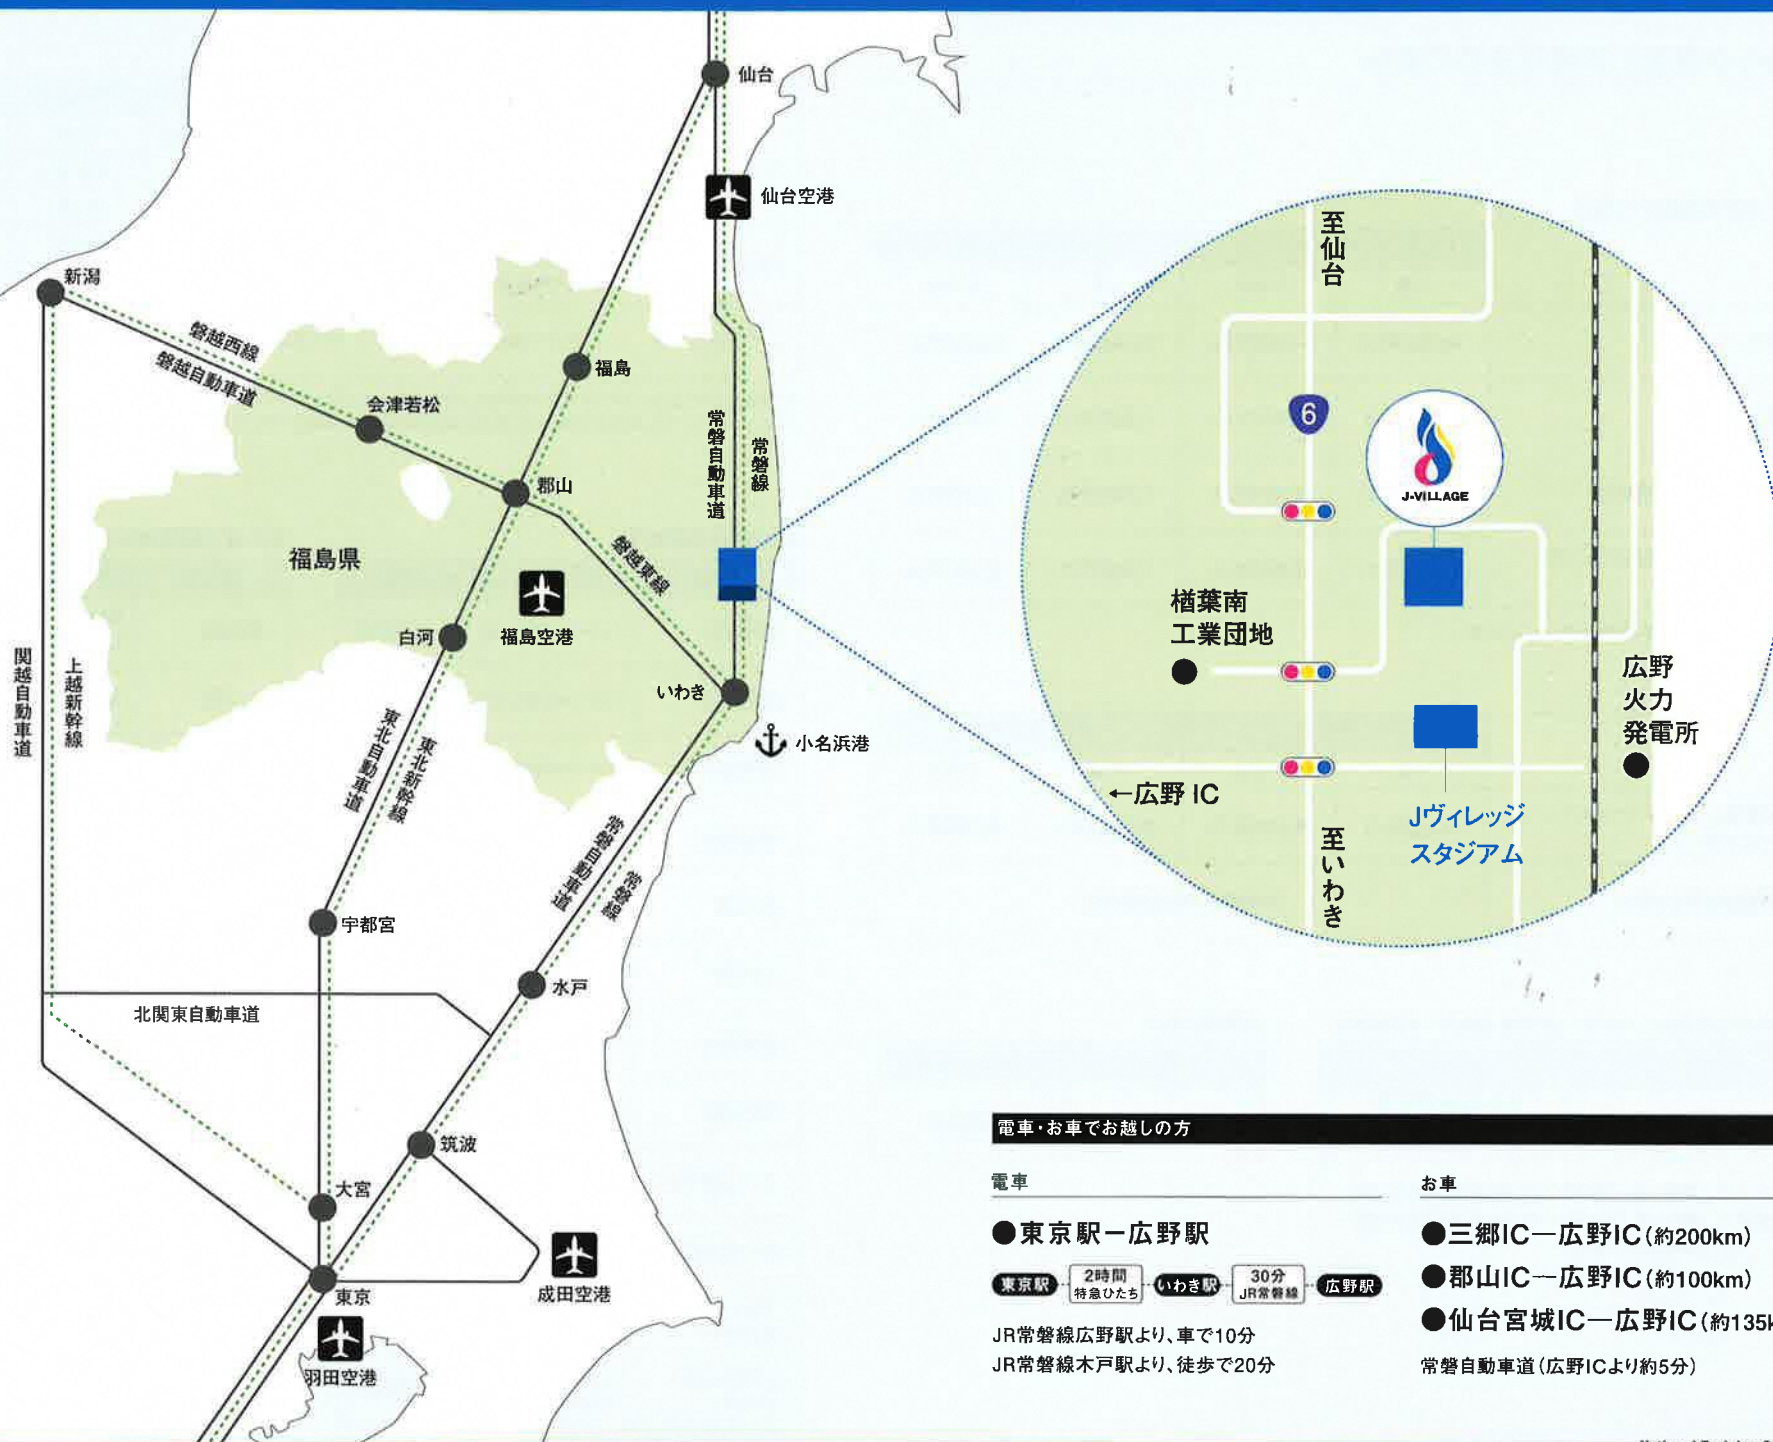 仙台
仙台空港
新潟
磐越西線
磐越自動車道
福島
会津若松
常磐自動車道
常磐線
郡山
福島県
磐越東線
福島空港
白河
いわき
小名浜港
関越自動車道
上越新幹線
東北自動車道
東北新幹線
常磐自動車道
常磐線
宇都宮
水戸
北関東自動車道
筑波
大宮
成田空港
東京
羽田空港
至仙台
6
J-VILLAGE
楢葉南
工業団地
広野
火力
発電所
←広野 IC
Jヴィレッジ
スタジアム
至いわき
電車・お車でお越しの方
電車
●東京駅ー広野駅
東京駅 2時間 特急ひたち いわき駅 30分 JR常磐線 広野駅
JR常磐線広野駅より、車で10分
JR常磐線木戸駅より、徒歩で20分
お車
●三郷IC―広野IC(約200km)
●郡山IC―広野IC(約100km)
●仙台宮城IC―広野IC(約135k
常磐自動車道(広野ICより約5分)